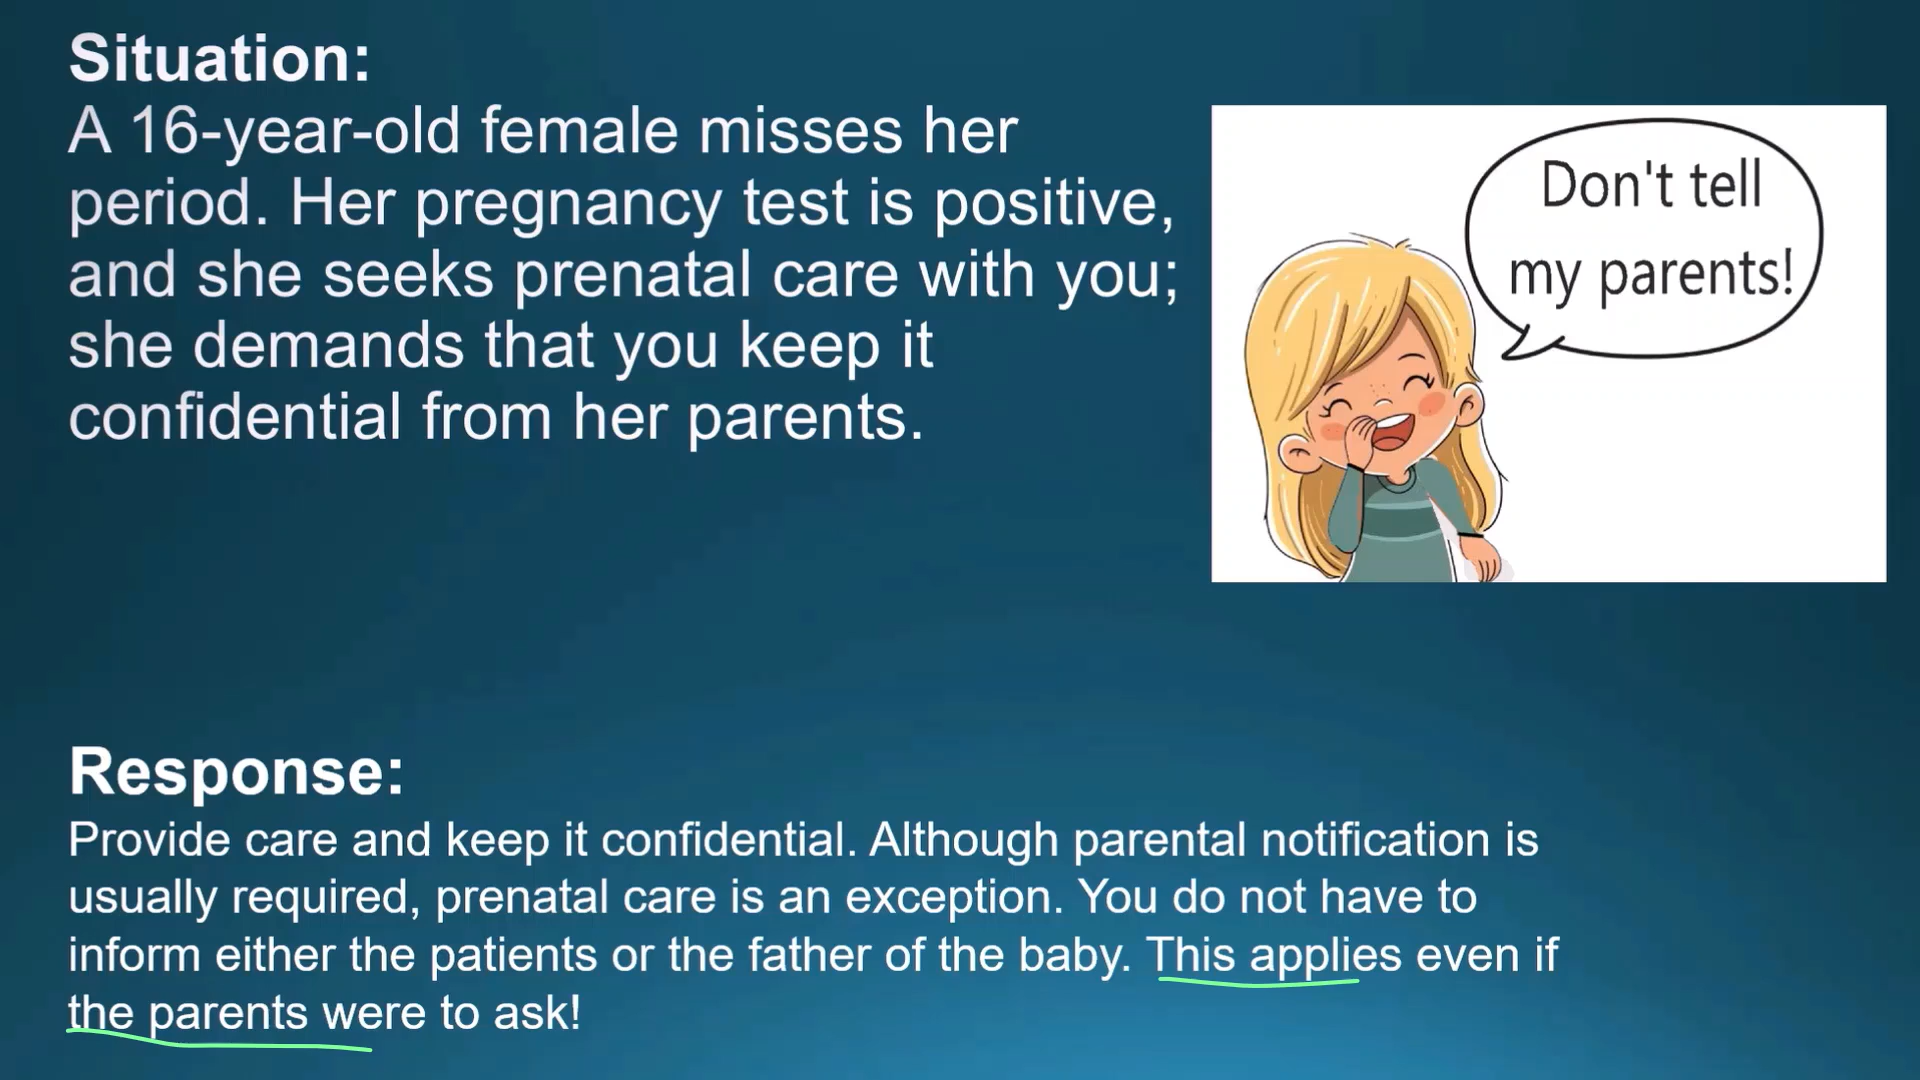 Situation:
A 16-year-old female misses her
period. Her pregnancy test is positive,
and she seeks prenatal care with you;
she demands that you keep it
confidential from her parents.
Don't tell
my parents!
Response:
Provide care and keep it confidential. Although parental notification is
usually required, prenatal care is an exception. You do not have to
inform either the patients or the father of the baby. This applies even if
the parents were to ask!